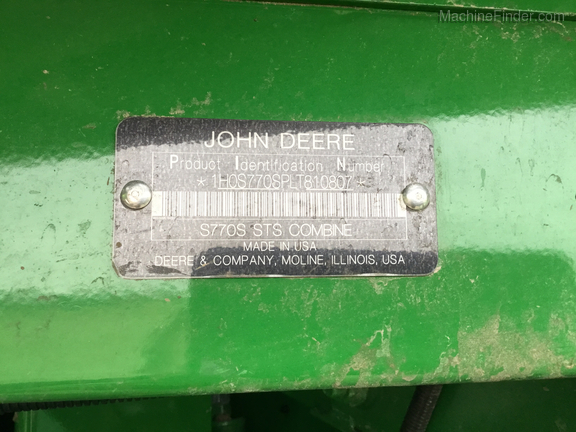 MachineFinder.com
JOHN DEERE
Product Identification Number
* 1H0S770SPLT810807 *
S770S STS COMBINE
MADE IN USA
DEERE & COMPANY, MOLINE, ILLINOIS, USA